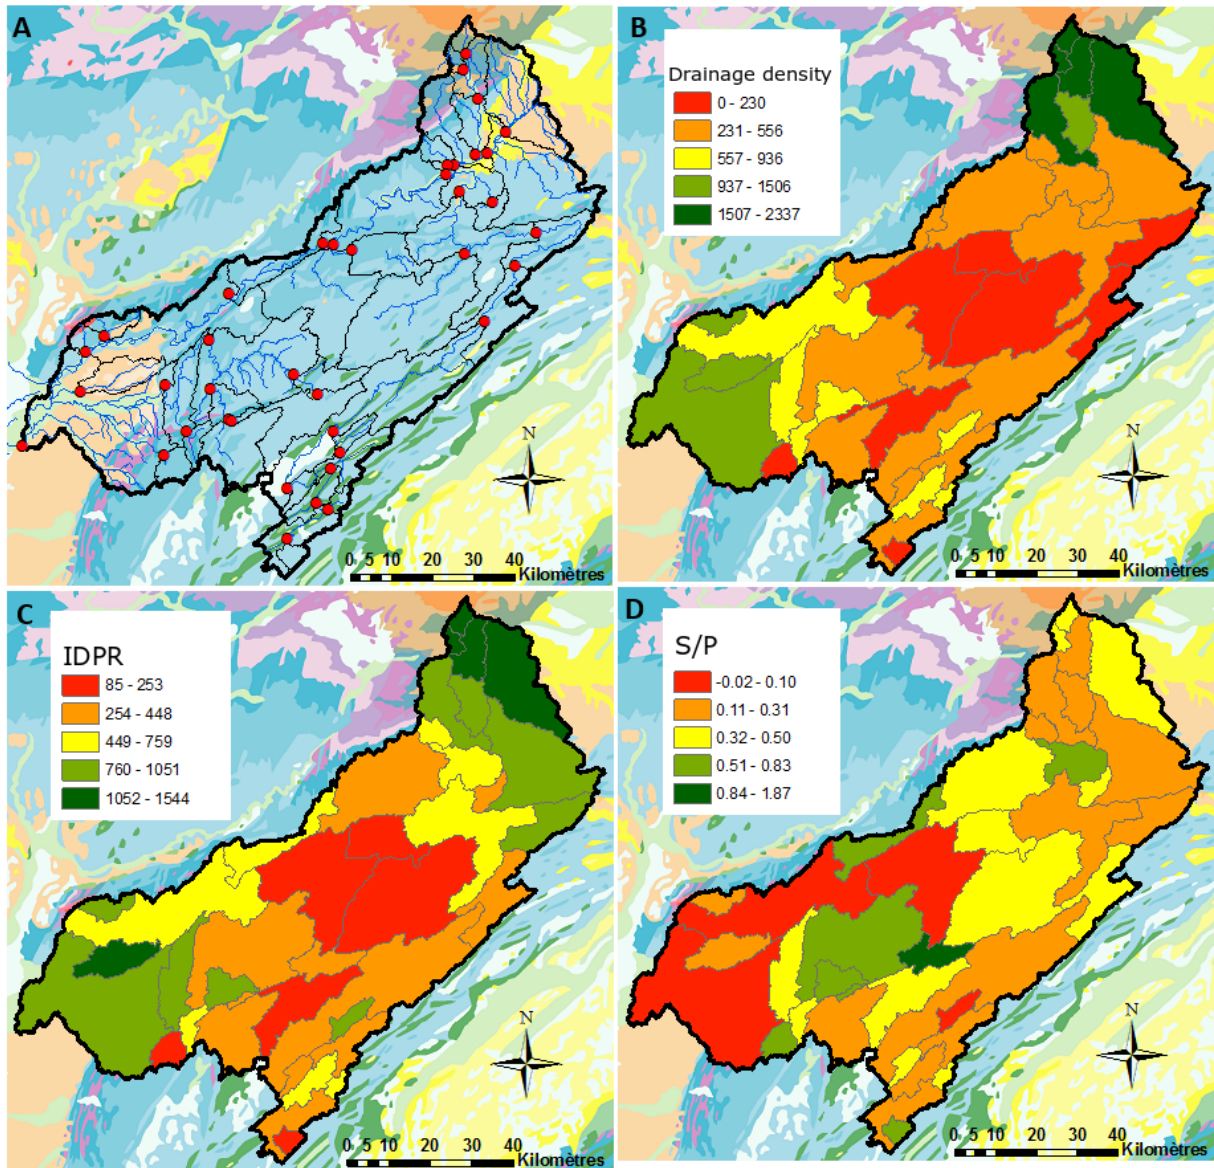 A
N
0 5 10 20 30 40
Kilomètres
B
Drainage density
0 - 230
231 - 556
557 - 936
937 - 1506
1507 - 2337
N
0 5 10 20 30 40
Kilomètres
C
IDPR
85 - 253
254 - 448
449 - 759
760 - 1051
1052 - 1544
N
0 5 10 20 30 40
Kilomètres
D
S/P
-0.02 - 0.10
0.11 - 0.31
0.32 - 0.50
0.51 - 0.83
0.84 - 1.87
N
0 5 10 20 30 40
Kilomètres